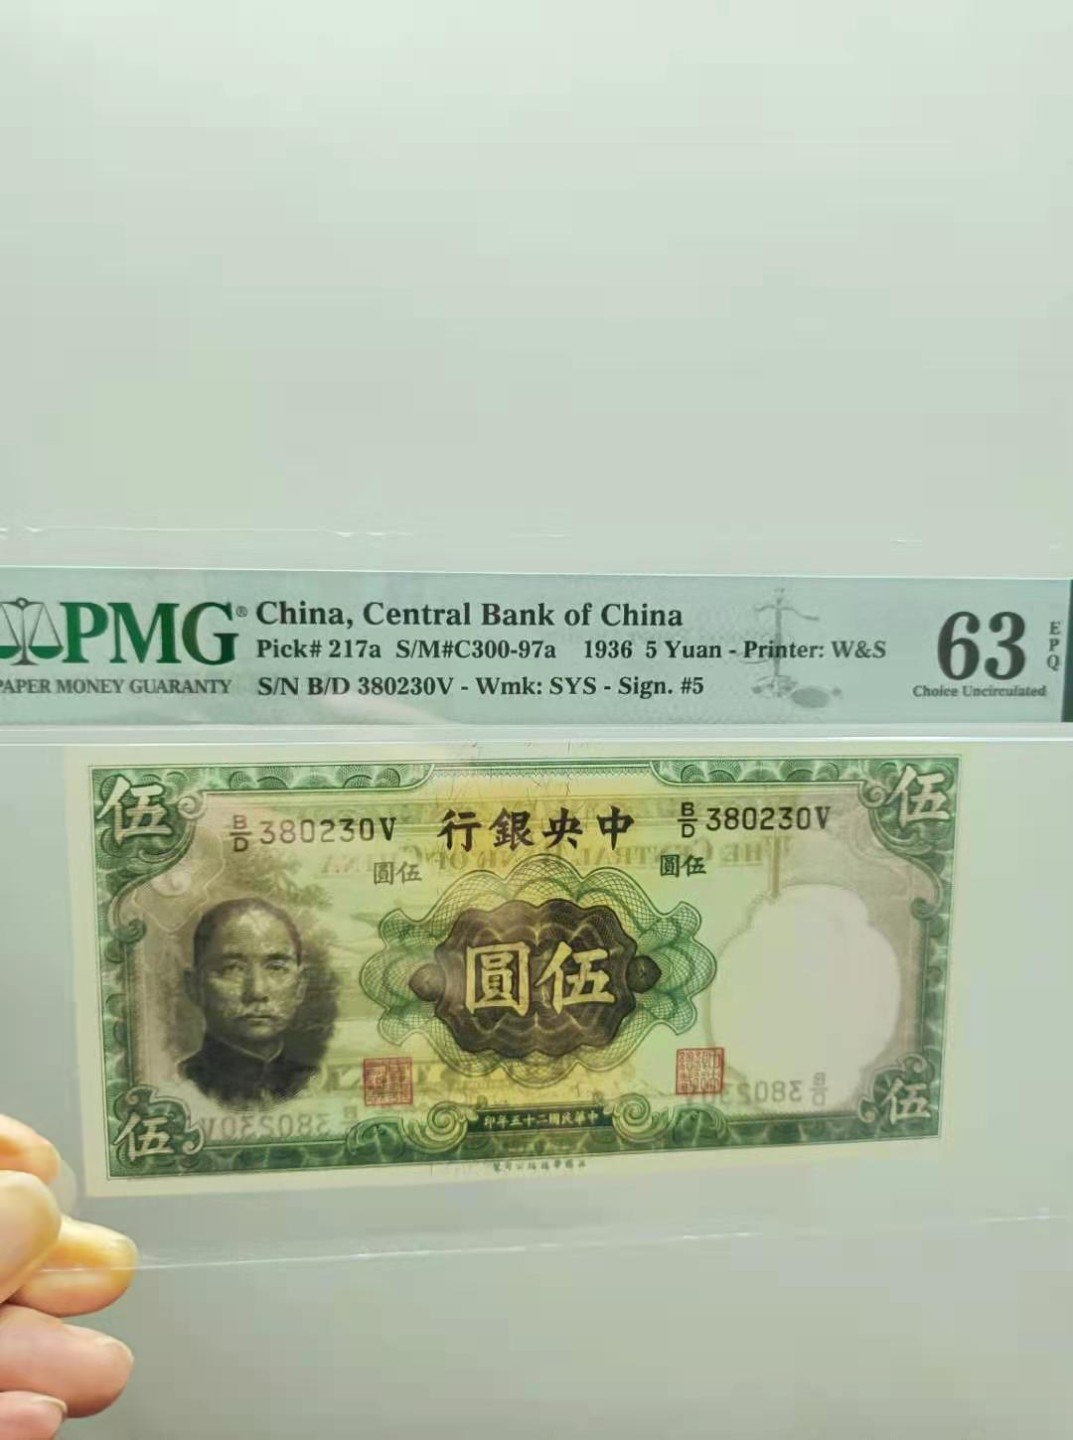 PMG® China, Central Bank of China
Pick# 217a S/M#C300-97a 1936 5 Yuan - Printer: W&S
PAPER MONEY GUARANTY S/N B/D 380230V - Wmk: SYS - Sign. #5
63 EPQ
Choice Uncirculated
伍 伍
B/D 380230V 行銀央中 B/D 380230V
圓伍 圓伍
圓伍
伍 印年五十二國民華中 伍